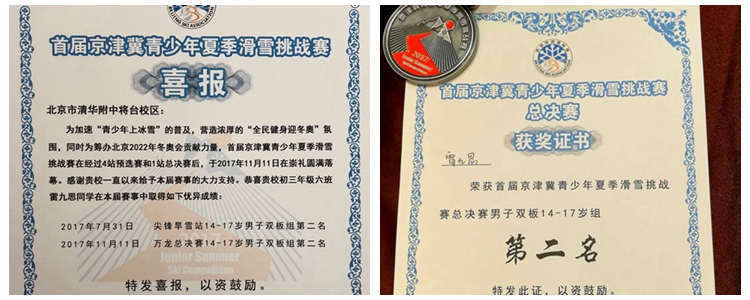 BEIJING SKI ASSOCIATION
首届京津冀青少年夏季滑雪挑战赛
喜报
北京市清华附中将台校区：
为加速“青少年上冰雪”的普及，营造浓厚的“全民健身迎冬奥”氛
围，同时为筹办北京2022年冬奥会贡献力量，首届京津冀青少年夏季滑雪
挑战赛在经过4站预选赛和1站总决赛后，于2017年11月11日在崇礼圆满落
幕。感谢贵校一直以来给予本届赛事的大力支持。恭喜贵校初三年级六班
雷九思同学在本届赛事中取得如下优异成绩：
2017年7月31日 尖锋旱雪站14-17岁男子双板组第二名
2017年11月11日 万龙总决赛14-17岁男子双板组第二名
2017
Junior Summer
Ski Competition
特发喜报，以资鼓励。
2017
首届京津冀青少年夏季滑雪挑战赛
总决赛
获奖证书
雷九思
荣获首届京津冀青少年夏季滑雪挑战
赛总决赛男子双板14-17岁组
第二名
特发此证，以资鼓励。